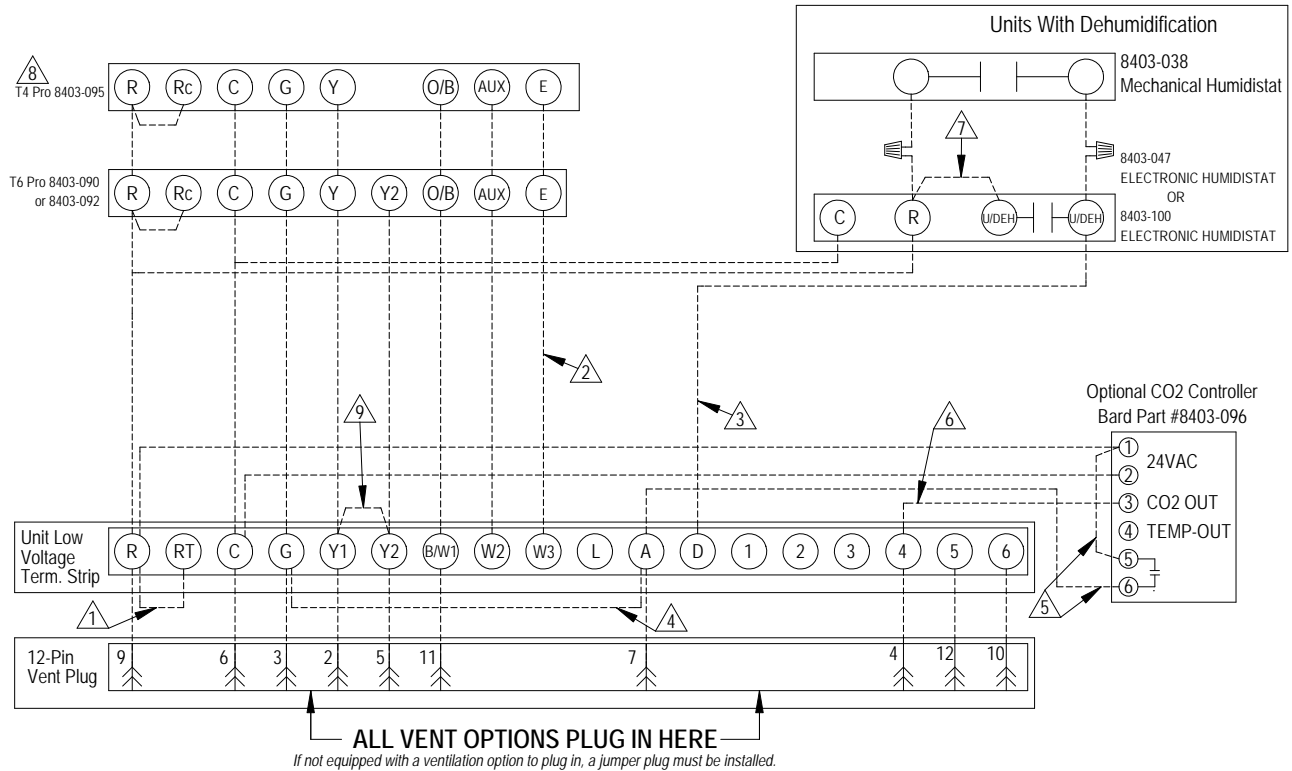 Units With Dehumidification
8403-038
Mechanical Humidistat
8
T4 Pro 8403-095
R Rc C G Y O/B AUX E
7
8403-047
ELECTRONIC HUMIDISTAT
OR
8403-100
ELECTRONIC HUMIDISTAT
T6 Pro 8403-090
or 8403-092
R Rc C G Y Y2 O/B AUX E
C R U/DEH U/DEH
2
3
9
6
Optional CO2 Controller
Bard Part #8403-096
1
24VAC
2
3 CO2 OUT
4 TEMP-OUT
5
6
5
Unit Low
Voltage
Term. Strip
R RT C G Y1 Y2 B/W1 W2 W3 L A D 1 2 3 4 5 6
1
4
12-Pin
Vent Plug
9 6 3 2 5 11 7 4 12 10
ALL VENT OPTIONS PLUG IN HERE
If not equipped with a ventilation option to plug in, a jumper plug must be installed.